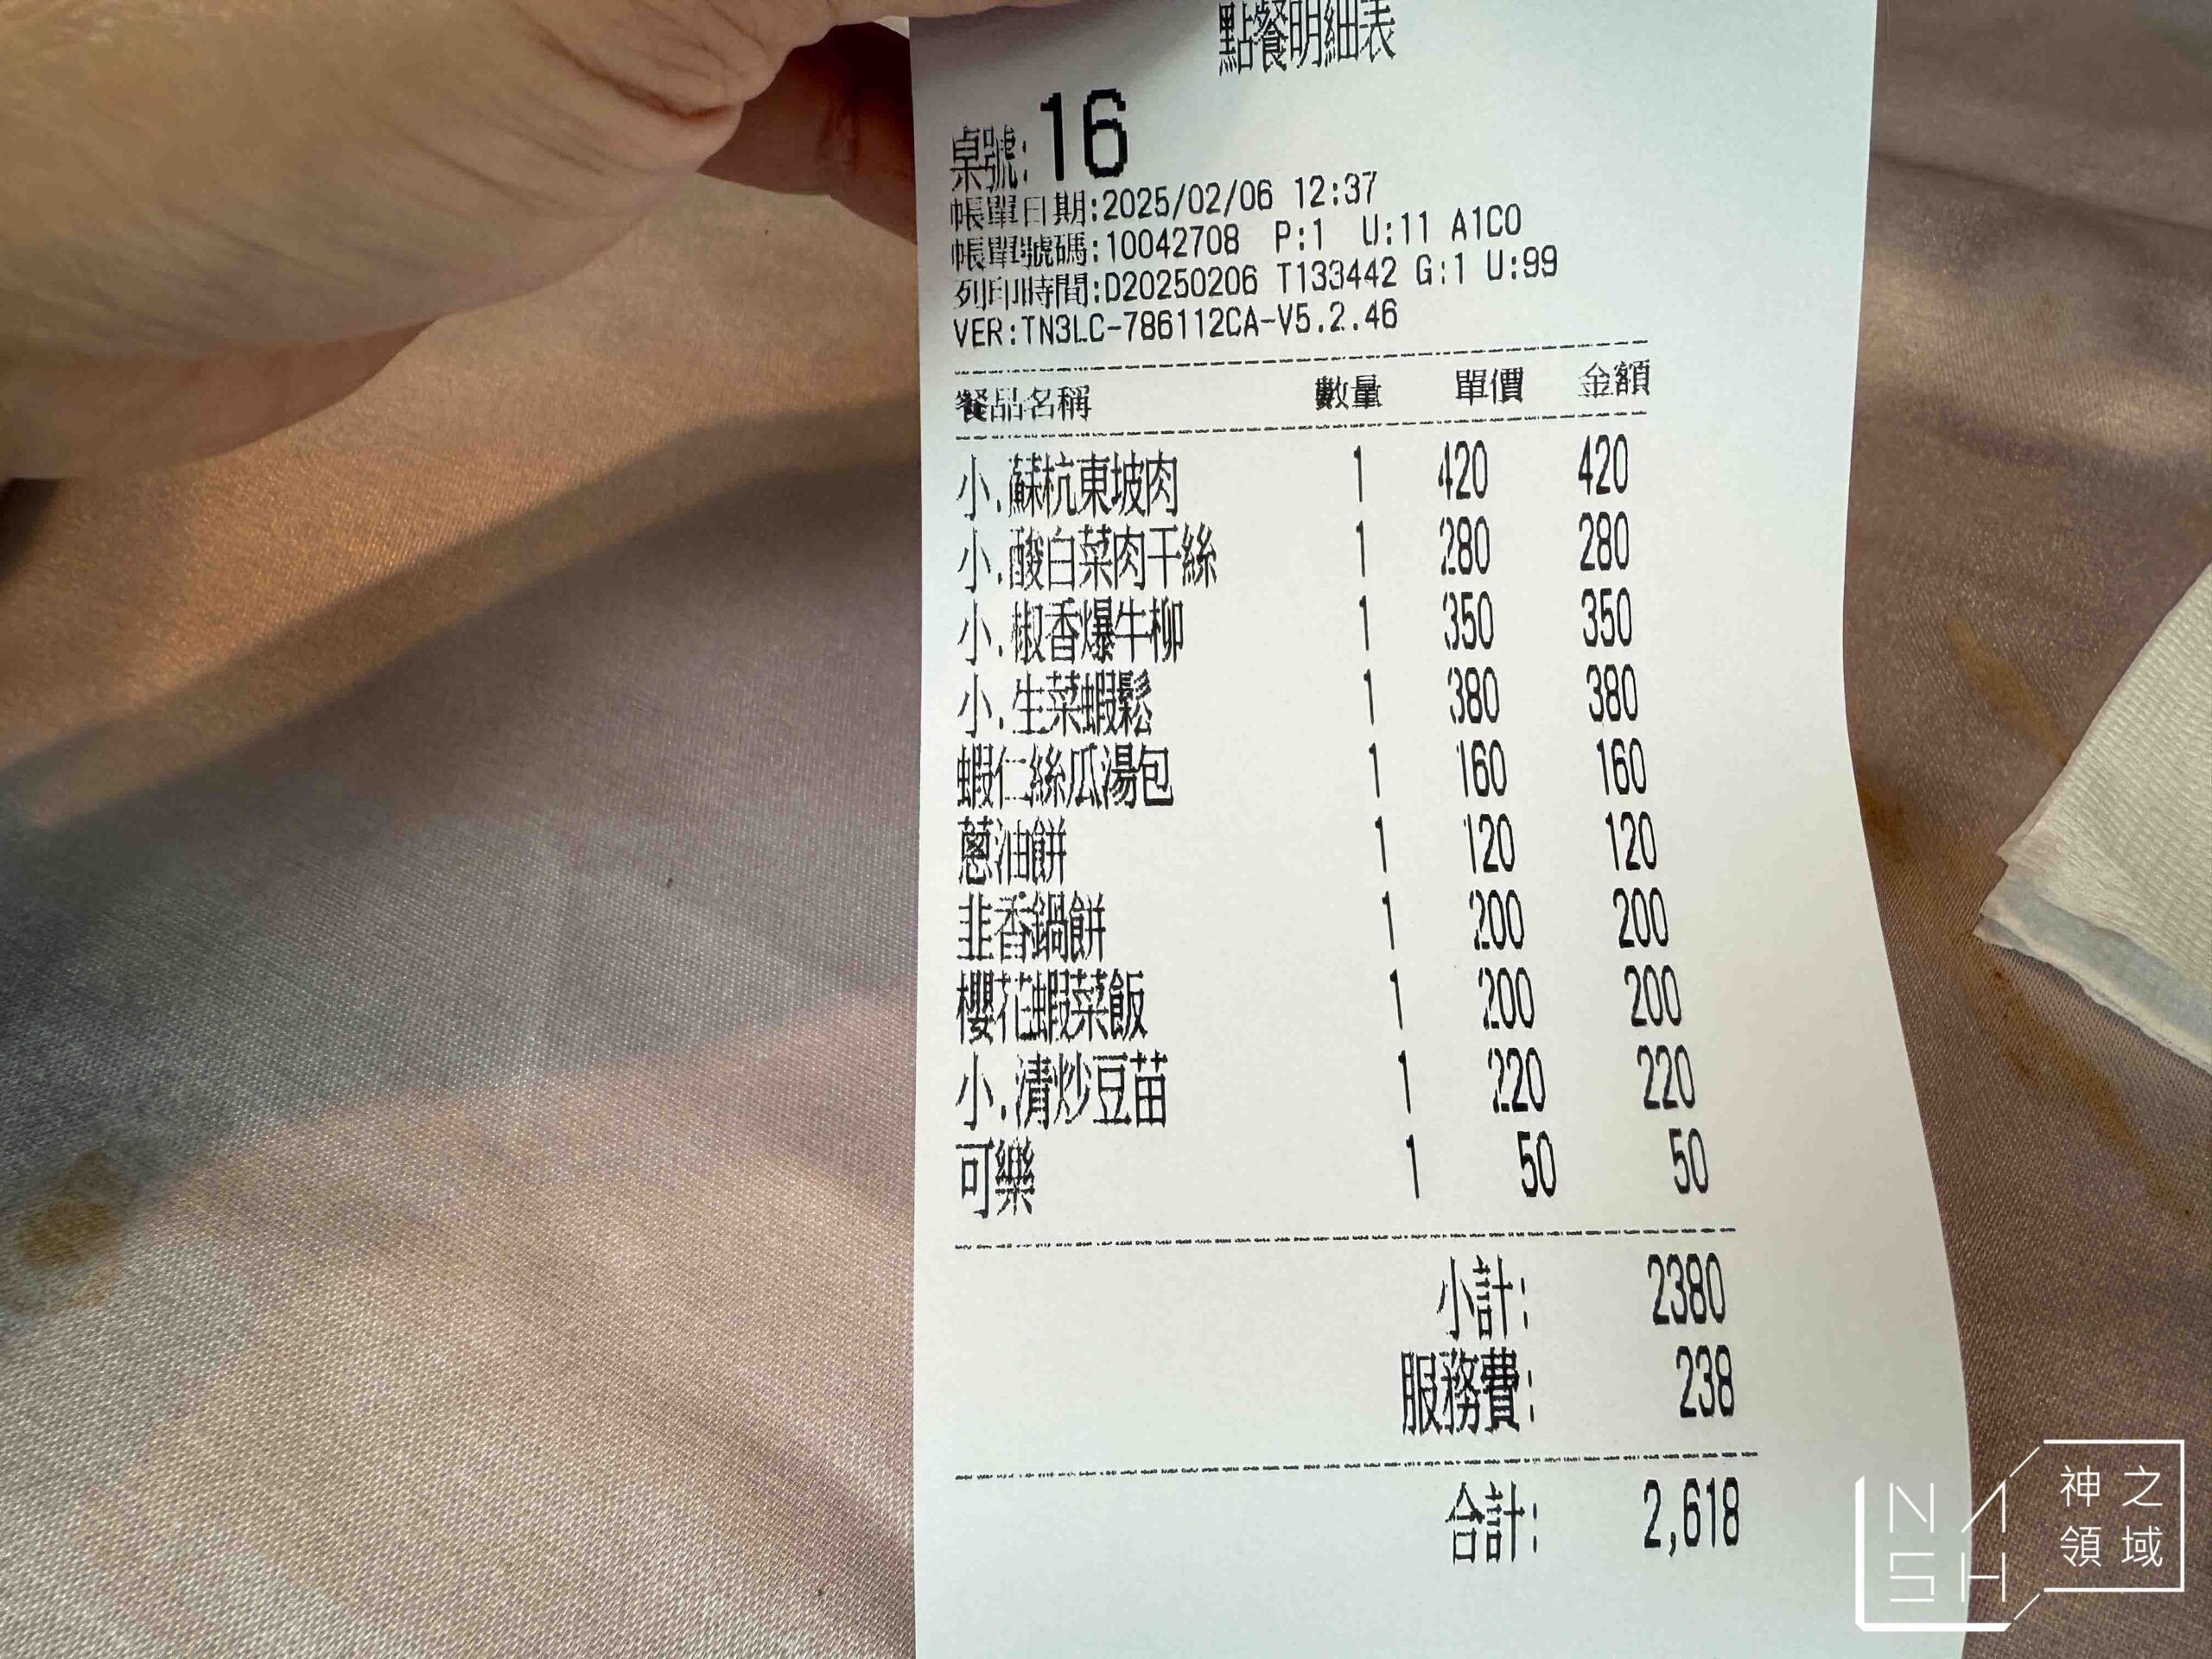 點餐明細表
桌號:16
帳單日期:2025/02/06 12:37
帳單號碼:10042708 P:1 U:11 A1C0
列印時間:D20250206 T133442 G:1 U:99
VER:TN3LC-786112CA-V5.2.46
餐品名稱 數量 單價 金額
小.蘇杭東坡肉 1 420 420
小.酸白菜肉干絲 1 280 280
小.椒香爆牛柳 1 350 350
小.生菜蝦鬆 1 380 380
蝦仁絲瓜湯包 1 160 160
蔥油餅 1 120 120
韭香鍋餅 1 200 200
櫻花蝦菜飯 1 200 200
小.清炒豆苗 1 220 220
可樂 1 50 50
小計: 2380
服務費: 238
合計: 2,618
NASH
神之領域